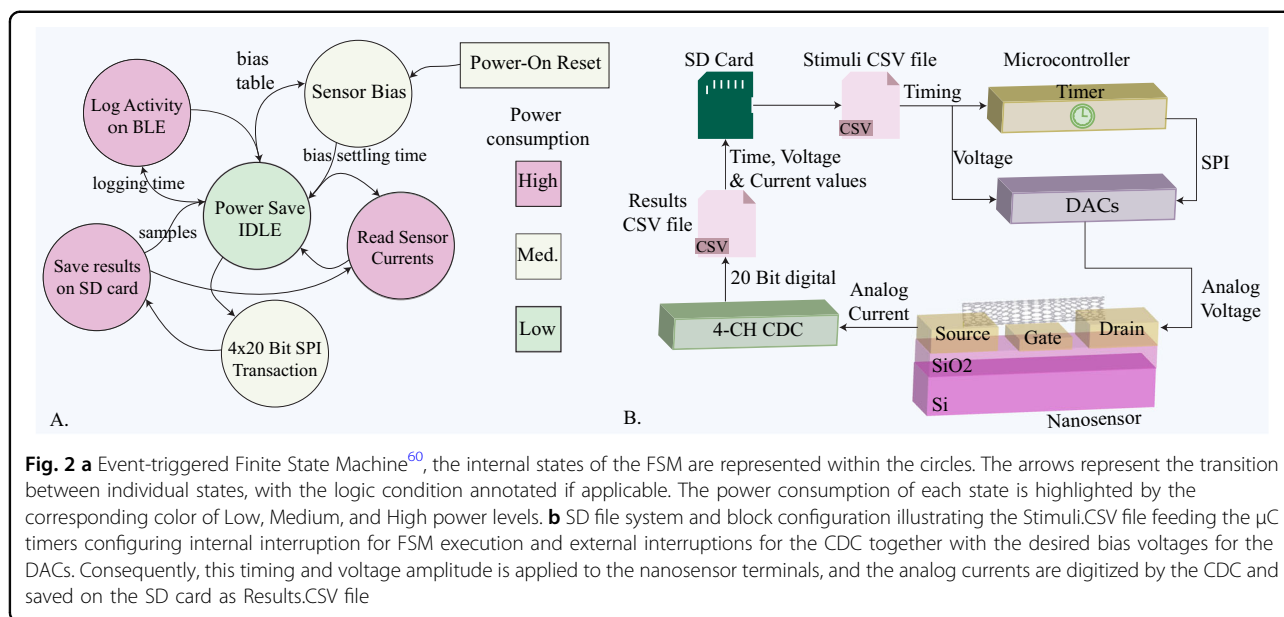 bias
table
Power-On Reset
Sensor Bias
Log Activity
on BLE
Power
consumption
bias settling time
logging time
High
Power Save
IDLE
samples
Read Sensor
Currents
Save results
on SD card
Med.
4x20 Bit SPI
Transaction
Low
A.
SD Card
Stimuli CSV file
Microcontroller
Timing
Timer
CSV
Voltage
SPI
Time, Voltage
& Current values
Results
CSV file
DACs
CSV
20 Bit digital
Analog
Current
Analog
Voltage
4-CH CDC
Source
Gate
Drain
SiO2
Si
B.
Nanosensor
Fig. 2 a Event-triggered Finite State Machine60, the internal states of the FSM are represented within the circles. The arrows represent the transition
between individual states, with the logic condition annotated if applicable. The power consumption of each state is highlighted by the
corresponding color of Low, Medium, and High power levels. b SD file system and block configuration illustrating the Stimuli.CSV file feeding the μC
timers configuring internal interruption for FSM execution and external interruptions for the CDC together with the desired bias voltages for the
DACs. Consequently, this timing and voltage amplitude is applied to the nanosensor terminals, and the analog currents are digitized by the CDC and
saved on the SD card as Results.CSV file